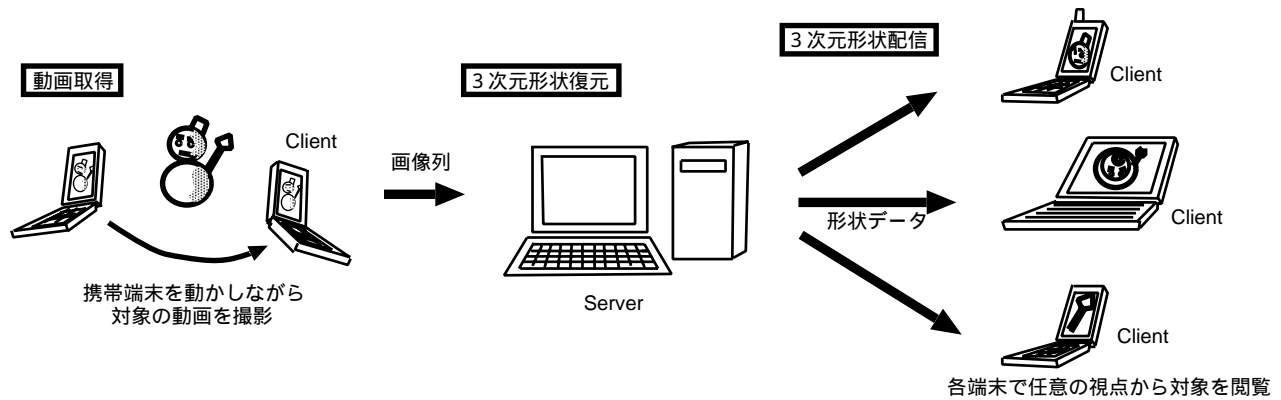 動画取得
Client
携帯端末を動かしながら
対象の動画を撮影
画像列
3次元形状復元
Server
3次元形状配信
形状データ
Client
Client
Client
各端末で任意の視点から対象を閲覧